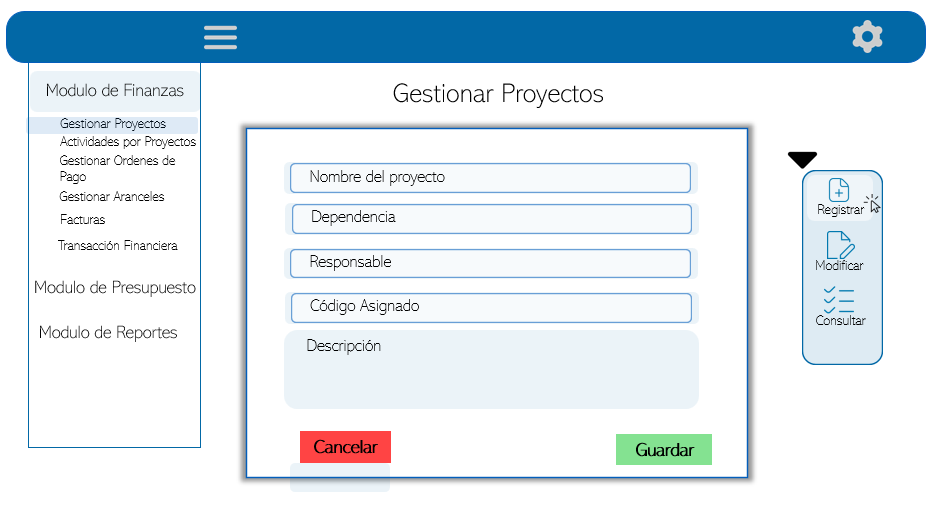 Modulo de Finanzas
Gestionar Proyectos
Actividades por Proyectos
Gestionar Ordenes de
Pago
Gestionar Aranceles
Facturas
Transacción Financiera
Modulo de Presupuesto
Modulo de Reportes
Gestionar Proyectos
Nombre del proyecto
Dependencia
Responsable
Código Asignado
Descripción
Cancelar
Guardar
Registrar
Modificar
Consultar